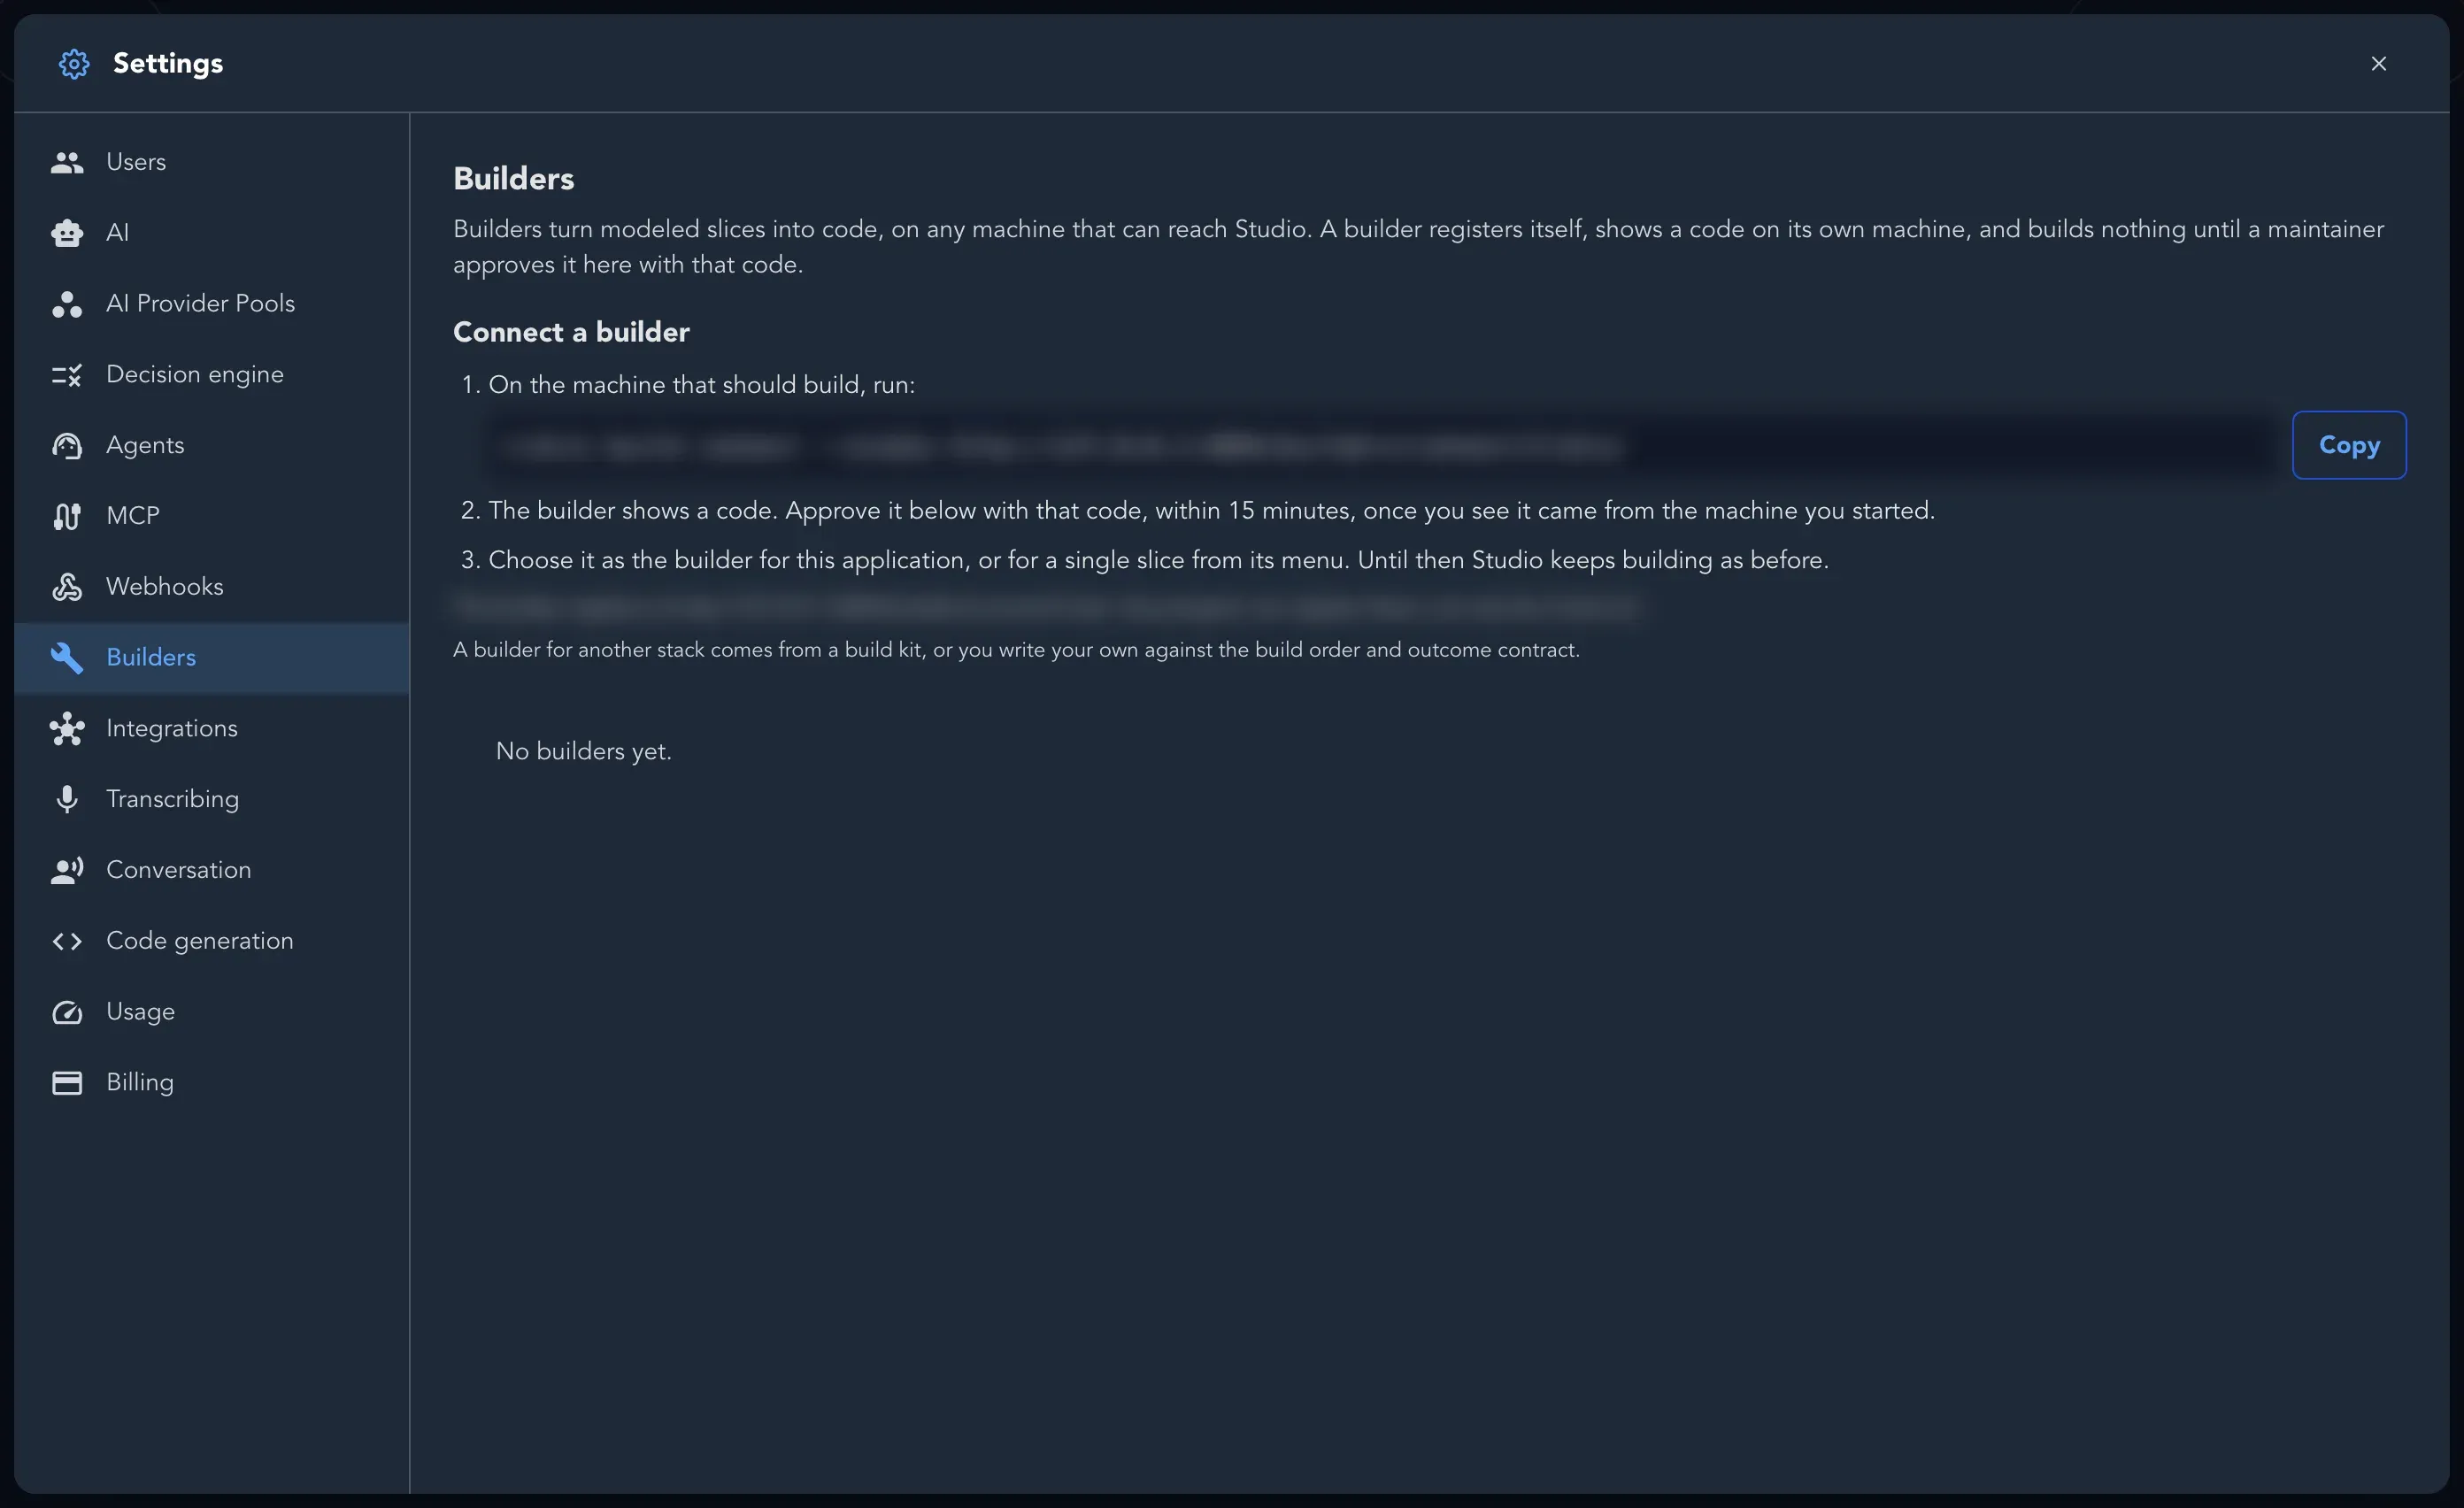 Settings
Users
AI
AI Provider Pools
Decision engine
Agents
MCP
Webhooks
Builders
Integrations
Transcribing
Conversation
Code generation
Usage
Billing
Builders
Builders turn modeled slices into code, on any machine that can reach Studio. A builder registers itself, shows a code on its own machine, and builds nothing until a maintainer
approves it here with that code.
Connect a builder
1. On the machine that should build, run:
Copy
2. The builder shows a code. Approve it below with that code, within 15 minutes, once you see it came from the machine you started.
3. Choose it as the builder for this application, or for a single slice from its menu. Until then Studio keeps building as before.
A builder for another stack comes from a build kit, or you write your own against the build order and outcome contract.
No builders yet.